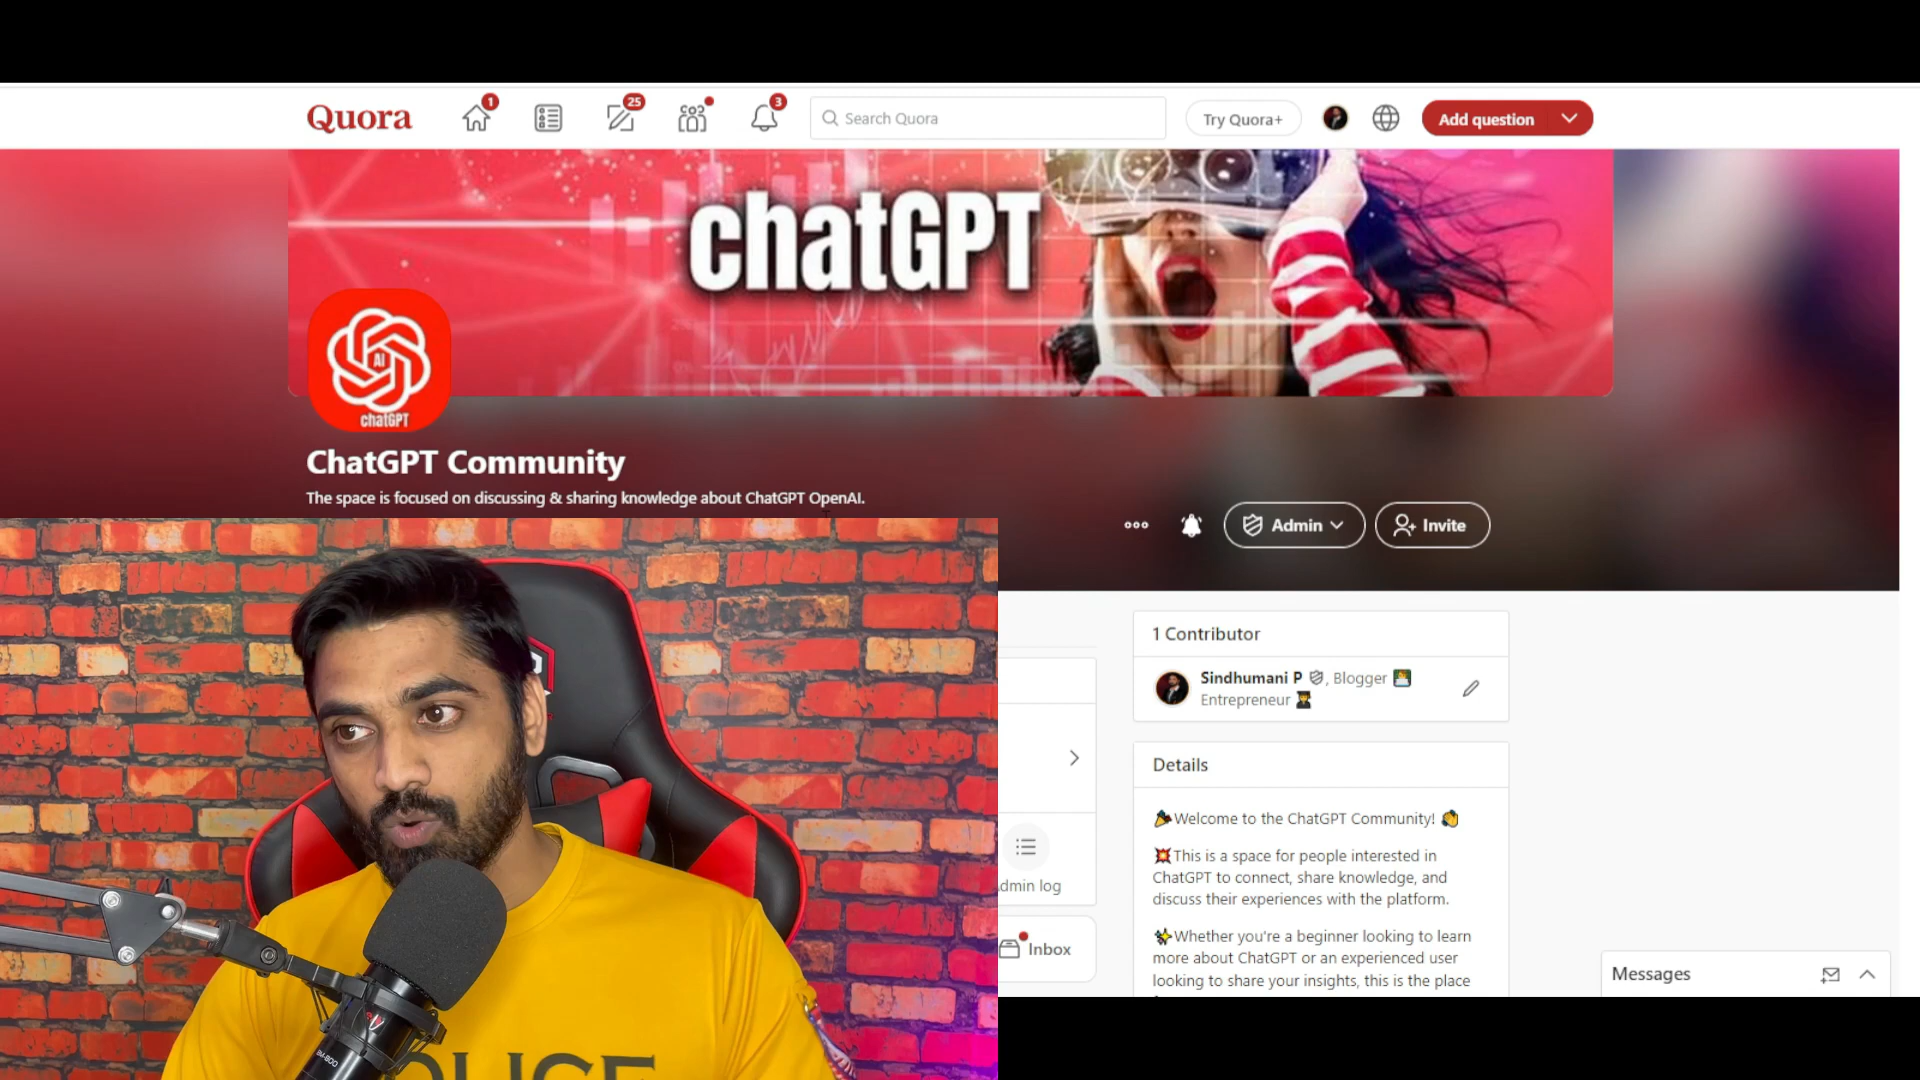 Quora
1
25
3
Search Quora
Try Quora+
Add question
chatGPT
AI
chatGPT
ChatGPT Community
The space is focused on discussing & sharing knowledge about ChatGPT OpenAI.
Admin
Invite
1 Contributor
Sindhumani P , Blogger
Entrepreneur
Details
Welcome to the ChatGPT Community!
This is a space for people interested in
ChatGPT to connect, share knowledge, and
discuss their experiences with the platform.
Whether you're a beginner looking to learn
more about ChatGPT or an experienced user
looking to share your insights, this is the place
dmin log
Inbox
Messages
BM-800